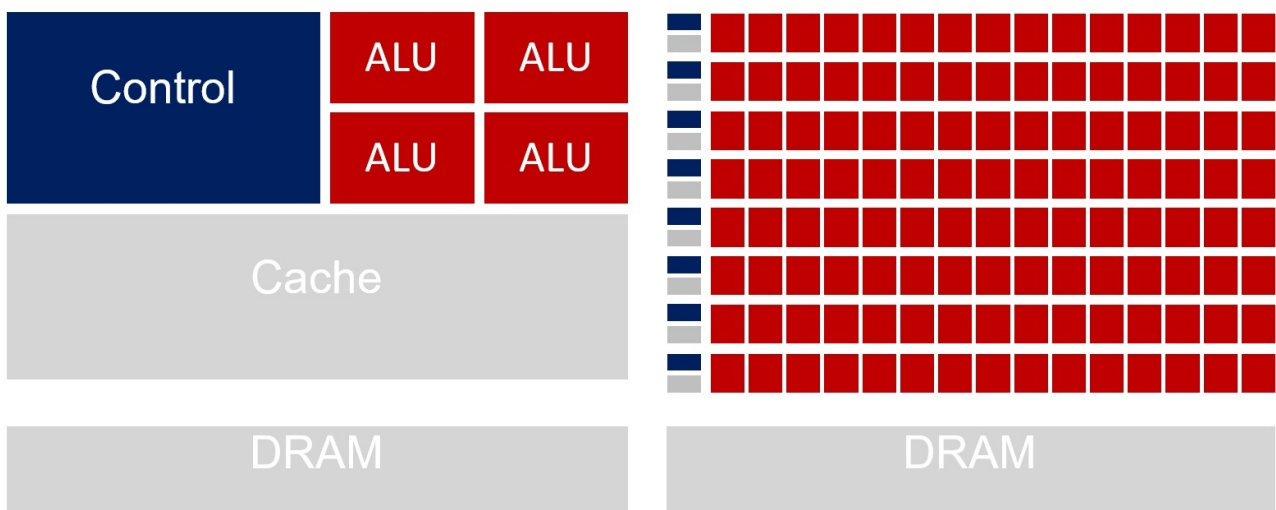 Control
ALU ALU
ALU ALU
Cache
DRAM
DRAM